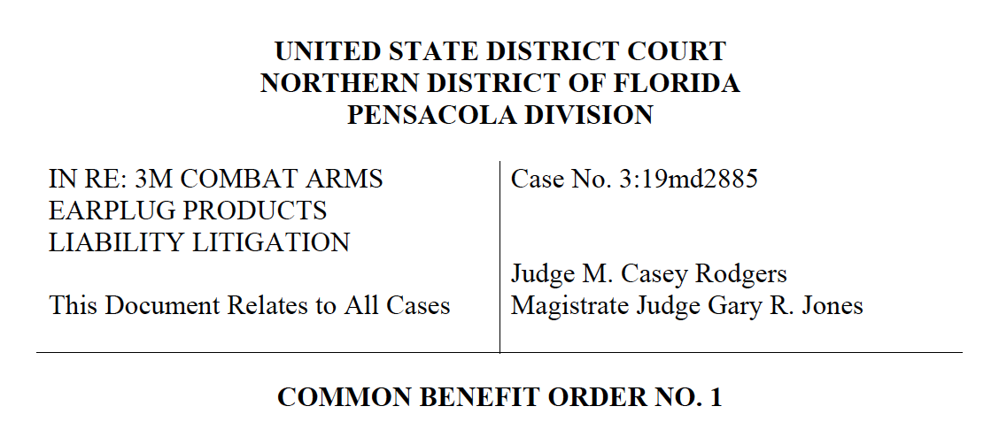 UNITED STATE DISTRICT COURT
NORTHERN DISTRICT OF FLORIDA
PENSACOLA DIVISION
IN RE: 3M COMBAT ARMS
EARPLUG PRODUCTS
LIABILITY LITIGATION
This Document Relates to All Cases
Case No. 3:19md2885
Judge M. Casey Rodgers
Magistrate Judge Gary R. Jones
COMMON BENEFIT ORDER NO. 1